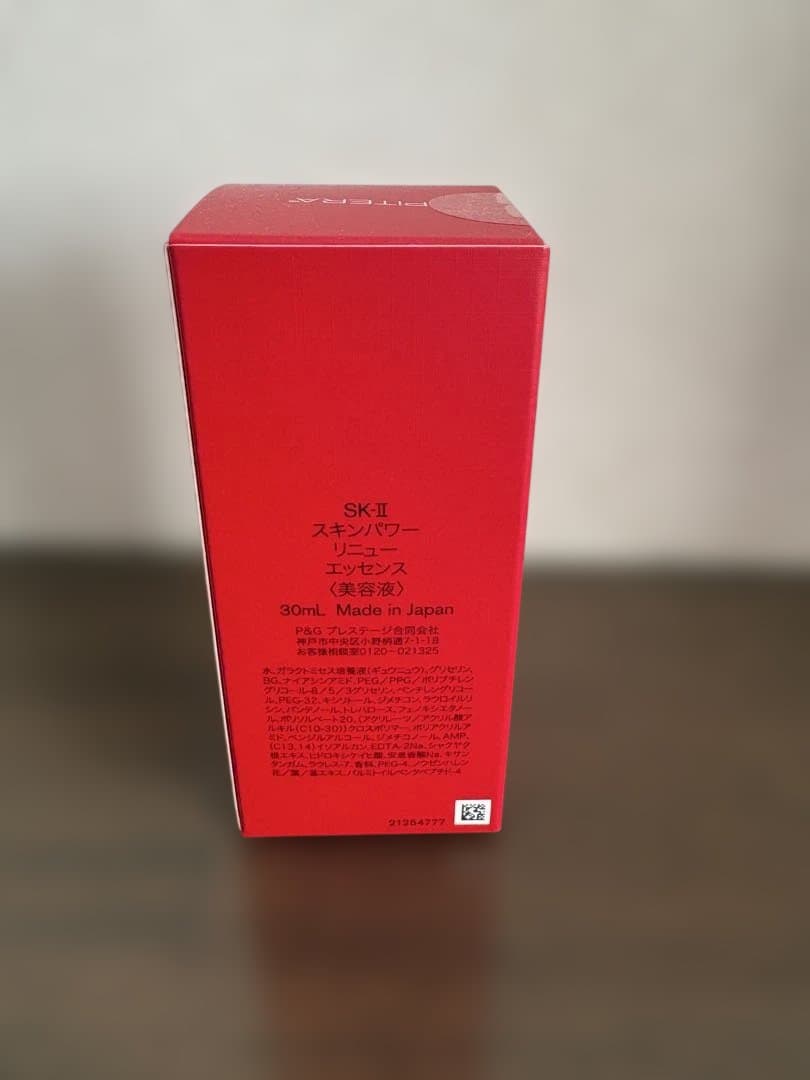 PITERA™
SK-II
スキンパワー
リニュー
エッセンス
〈美容液〉
30mL Made in Japan
P&G プレステージ合同会社
神戸市中央区小野柄通7-1-18
お客様相談室0120-021325
水、ガラクトミセス培養液(ギュウニュウ)、グリセリン、
BG、ナイアシンアミド、PEG/PPG/ポリブチレン
グリコール-8/5/3グリセリン、ペンチレングリコー
ル、PEG-32、キシリトール、ジメチコン、ラウロイルリ
シン、パンテノール、トレハロース、フェノキシエタノー
ル、ポリソルベート20、(アクリレーツ/アクリル酸ア
ルキル(C10-30))クロスポリマー、ポリアクリルア
ミド、ベンジルアルコール、ジメチコノール、AMP、
(C13,14)イソアルカン、EDTA-2Na、シャクヤク
根エキス、ヒドロキシケイヒ酸、安息香酸Na、キサン
タンガム、ラウレス-7、香料、PEG-4、ノウゼンハレン
花/葉/茎エキス、パルミトイルペンタペプチド-4
21264777